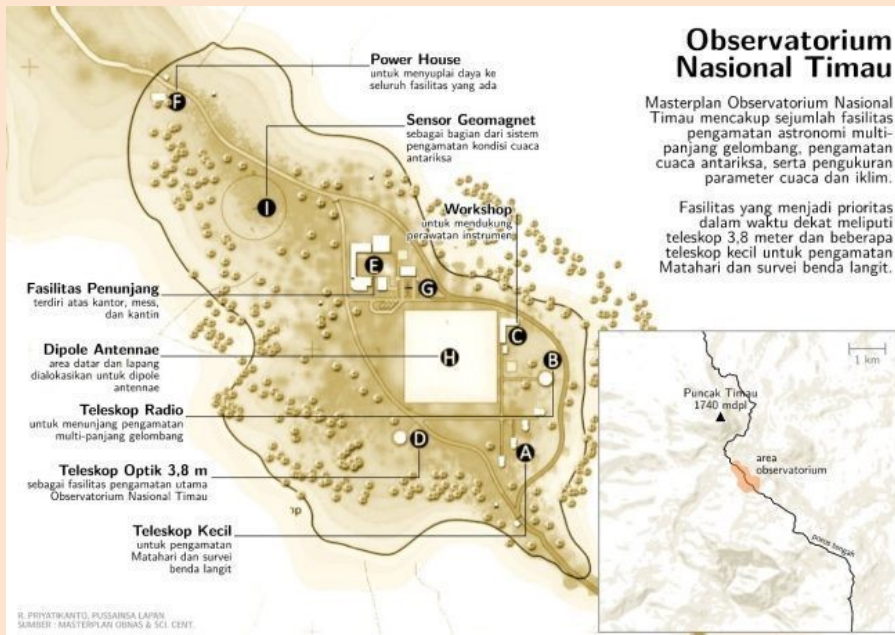 Observatorium
Nasional Timau
Masterplan Observatorium Nasional
Timau mencakup sejumlah fasilitas
pengamatan astronomi multi-
panjang gelombang, pengamatan
cuaca antariksa, serta pengukuran
parameter cuaca dan iklim.
Fasilitas yang menjadi prioritas
dalam waktu dekat meliputi
teleskop 3,8 meter dan beberapa
teleskop kecil untuk pengamatan
Matahari dan survei benda langit.
Power House
untuk menyuplai daya ke
seluruh fasilitas yang ada
F
Sensor Geomagnet
sebagai bagian dari sistem
pengamatan kondisi cuaca
antariksa
I
Workshop
untuk mendukung
perawatan instrumen
E
G
Fasilitas Penunjang
terdiri atas kantor, mess,
dan kantin
C
Dipole Antennae
area datar dan lapang
dialokasikan untuk dipole
antennae
H
B
Teleskop Radio
untuk menunjang pengamatan
multi-panjang gelombang
D
A
Teleskop Optik 3,8 m
sebagai fasilitas pengamatan utama
Observatorium Nasional Timau
Teleskop Kecil
untuk pengamatan
Matahari dan survei
benda langit
1 km
Puncak Timau
1740 mdpl
area
observatorium
poros tengah
R. PRIYATIKANTO, PUSSAINSA LAPAN
SUMBER : MASTERPLAN OBNAS & SCI. CENT.